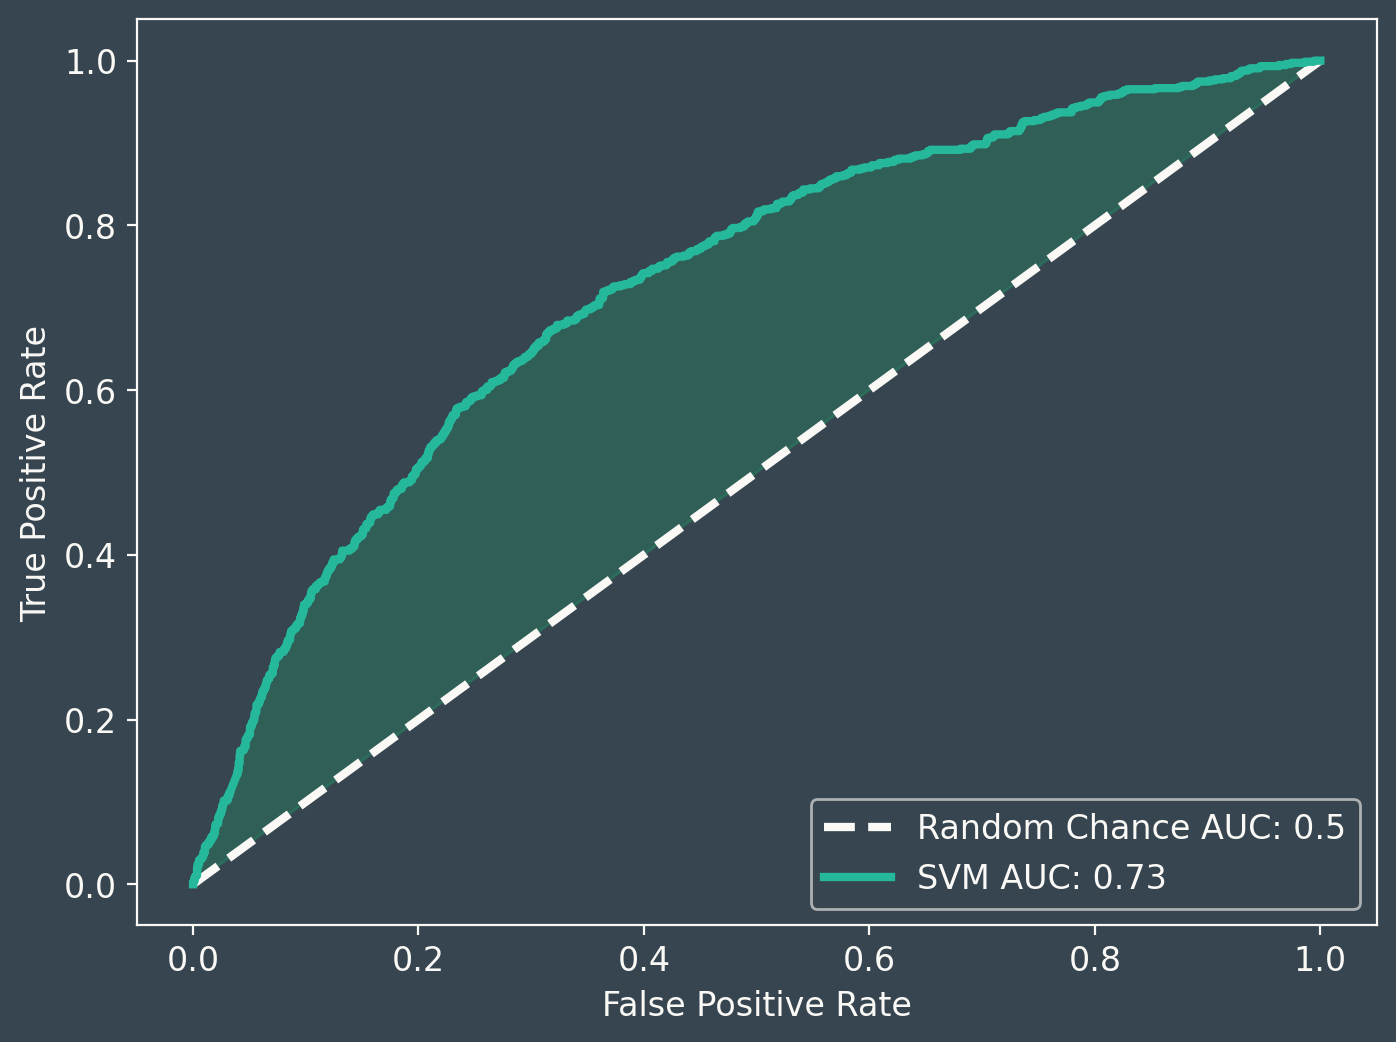 1.0
0.8
0.6
0.4
0.2
0.0
True Positive Rate
Random Chance AUC: 0.5
SVM AUC: 0.73
0.0 0.2 0.4 0.6 0.8 1.0
False Positive Rate